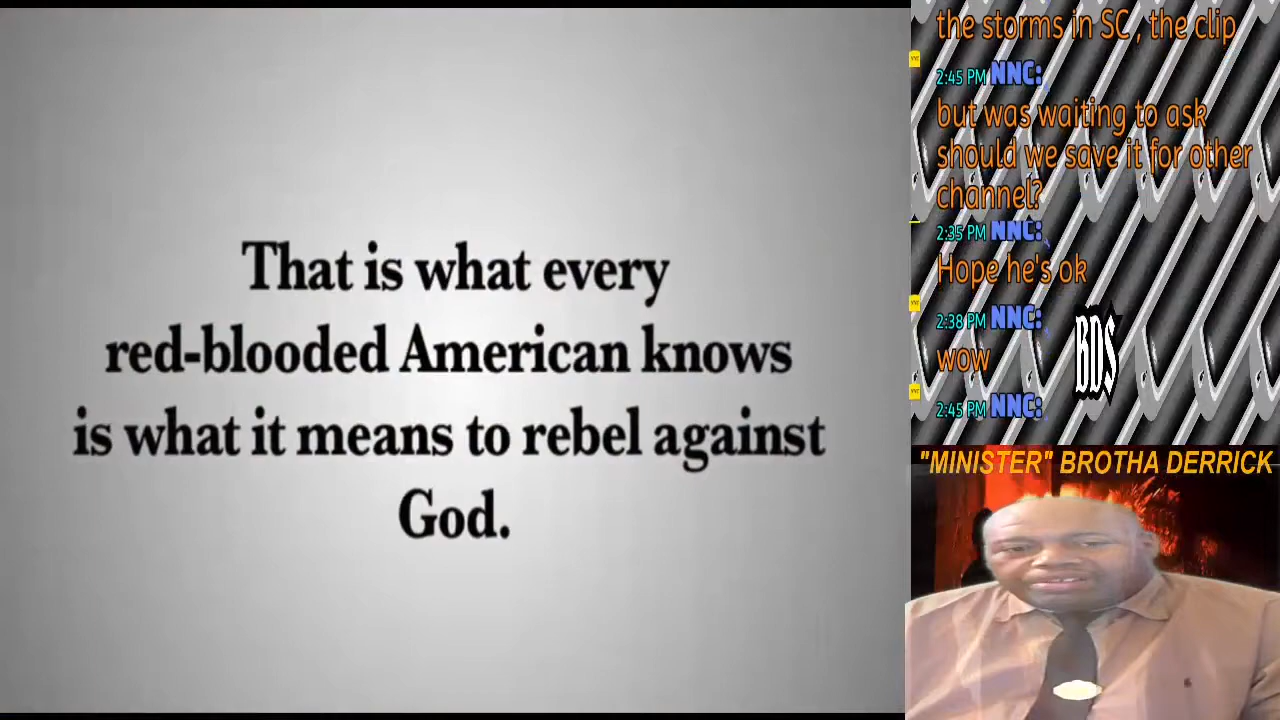 That is what every
red-blooded American knows
is what it means to rebel against
God.
the storms in SC , the clip
2:45 PM NNC:
but was waiting to ask
should we save it for other
channel?
2:35 PM NNC:
Hope he's ok
2:38 PM NNC:
wow
BDS
2:45 PM NNC:
"MINISTER" BROTHA DERRICK